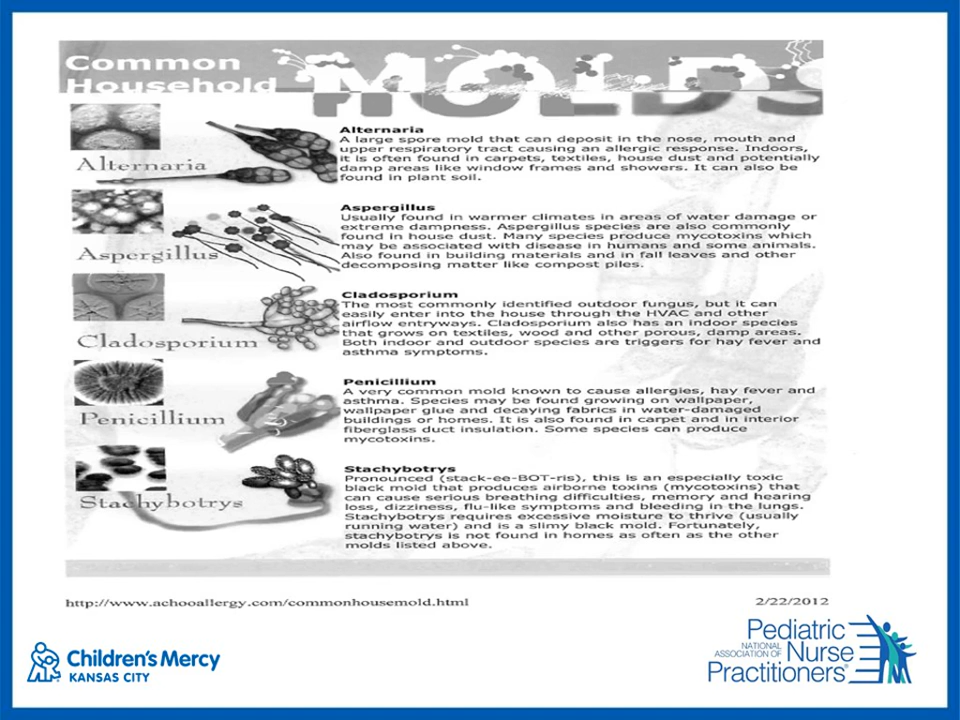 Common
Household
MOLDS
Alternaria
Alternaria
A large spore mold that can deposit in the nose, mouth and
upper respiratory tract causing an allergic response. Indoors,
it is often found in carpets, textiles, house dust and potentially
damp areas like window frames and showers. It can also be
found in plant soil.
Aspergillus
Aspergillus
Usually found in warmer climates in areas of water damage or
extreme dampness. Aspergillus species are also commonly
found in house dust. Many species produce mycotoxins which
may be associated with disease in humans and some animals.
Also found in building materials and in fall leaves and other
decomposing matter like compost piles.
Cladosporium
Cladosporium
The most commonly identified outdoor fungus, but it can
easily enter into the house through the HVAC and other
airflow entryways. Cladosporium also has an indoor species
that grows on textiles, wood and other porous, damp areas.
Both indoor and outdoor species are triggers for hay fever and
asthma symptoms.
Penicillium
Penicillium
A very common mold known to cause allergies, hay fever and
asthma. Species may be found growing on wallpaper,
wallpaper glue and decaying fabrics in water-damaged
buildings or homes. It is also found in carpet and in interior
fiberglass duct insulation. Some species can produce
mycotoxins.
Stachybotrys
Stachybotrys
Pronounced (stack-ee-BOT-ris), this is an especially toxic
black mold that produces airborne toxins (mycotoxins) that
can cause serious breathing difficulties, memory and hearing
loss, dizziness, flu-like symptoms and bleeding in the lungs.
Stachybotrys requires excessive moisture to thrive (usually
running water) and is a slimy black mold. Fortunately,
stachybotrys is not found in homes as often as the other
molds listed above.
http://www.achooallergy.com/commonhousemold.html
2/22/2012
Children's Mercy
KANSAS CITY
Pediatric
NATIONAL
ASSOCIATION OF
Nurse
Practitioners®